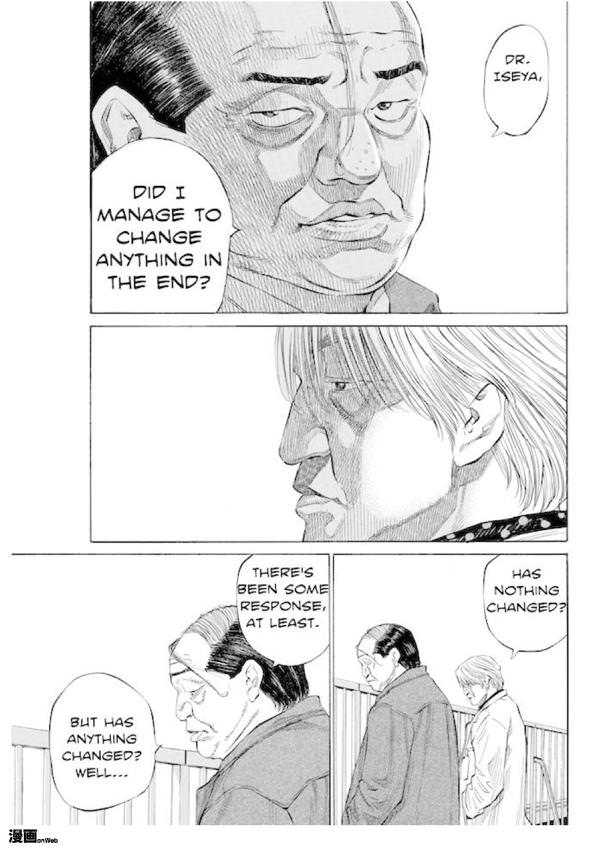 DR.
ISEYA,
DID I
MANAGE TO
CHANGE
ANYTHING IN
THE END?
HAS
NOTHING
CHANGED?
THERE'S
BEEN SOME
RESPONSE,
AT LEAST.
BUT HAS
ANYTHING
CHANGED?
WELL...
漫画onWeb